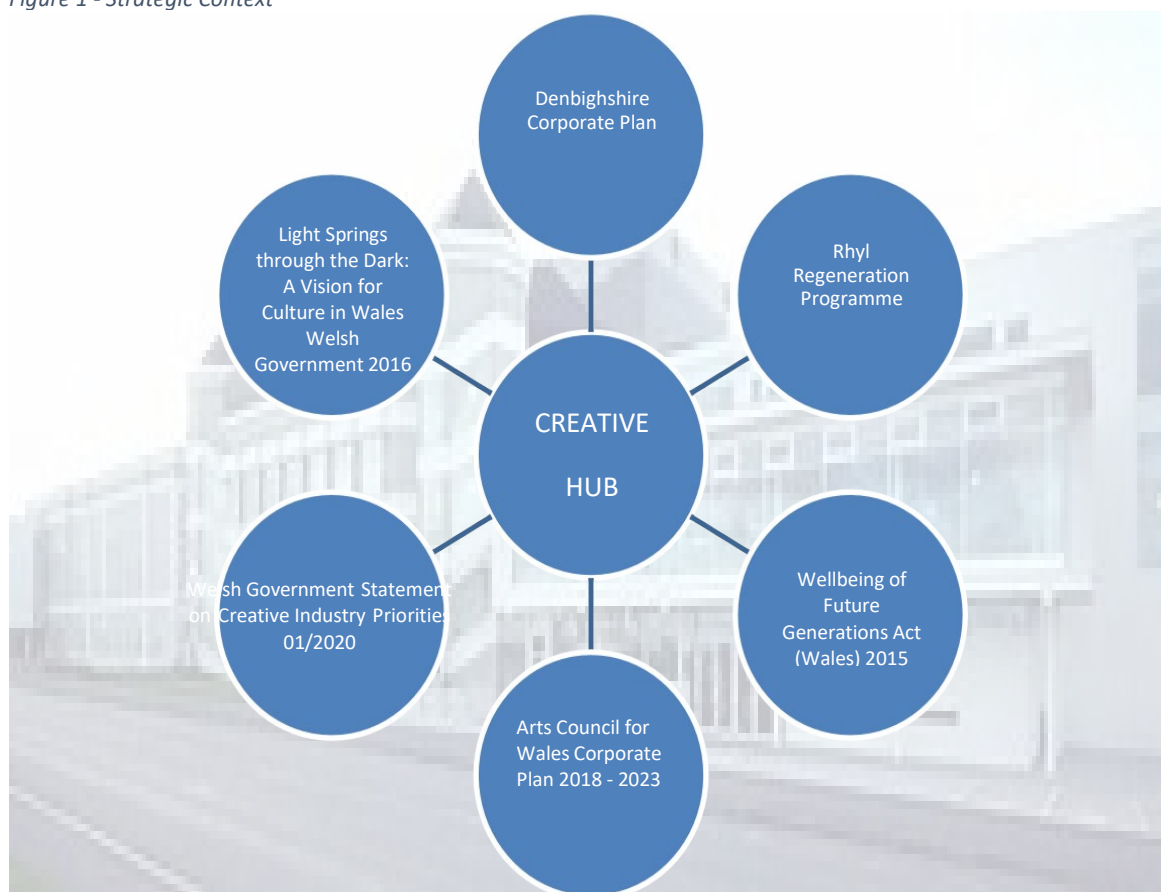 Figure 1 - Strategic Context
Denbighshire
Corporate Plan
Light Springs
through the Dark:
A Vision for
Culture in Wales
Welsh
Government 2016
Rhyl
Regeneration
Programme
CREATIVE
HUB
Welsh Government Statement
on Creative Industry Priorities
01/2020
Wellbeing of
Future
Generations Act
(Wales) 2015
Arts Council for
Wales Corporate
Plan 2018 - 2023